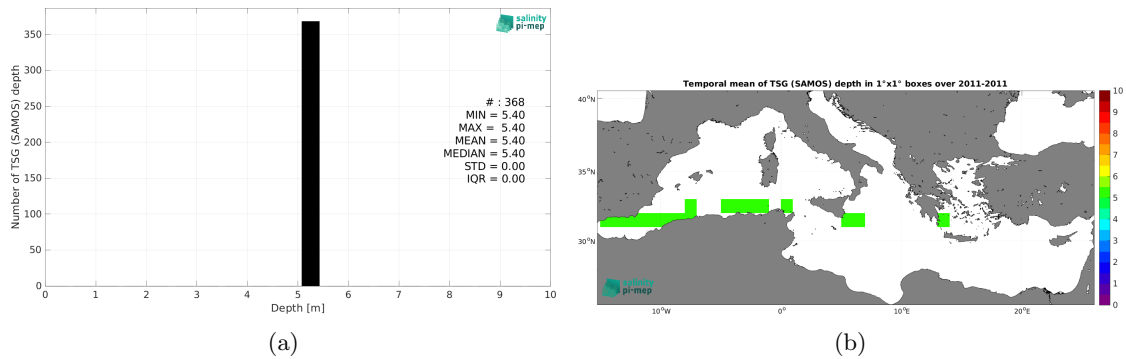 350
300
250
200
150
100
50
0
Number of TSG (SAMOS) depth
salinity
pi-mep
# : 368
MIN = 5.40
MAX = 5.40
MEAN = 5.40
MEDIAN = 5.40
STD = 0.00
IQR = 0.00
0 1 2 3 4 5 6 7 8 9 10
Depth [m]
(a)
Temporal mean of TSG (SAMOS) depth in 1°x1° boxes over 2011-2011
40°N
35°N
30°N
salinity
pi-mep
10°W 0° 10°E 20°E
10
9
8
7
6
5
4
3
2
1
0
(b)